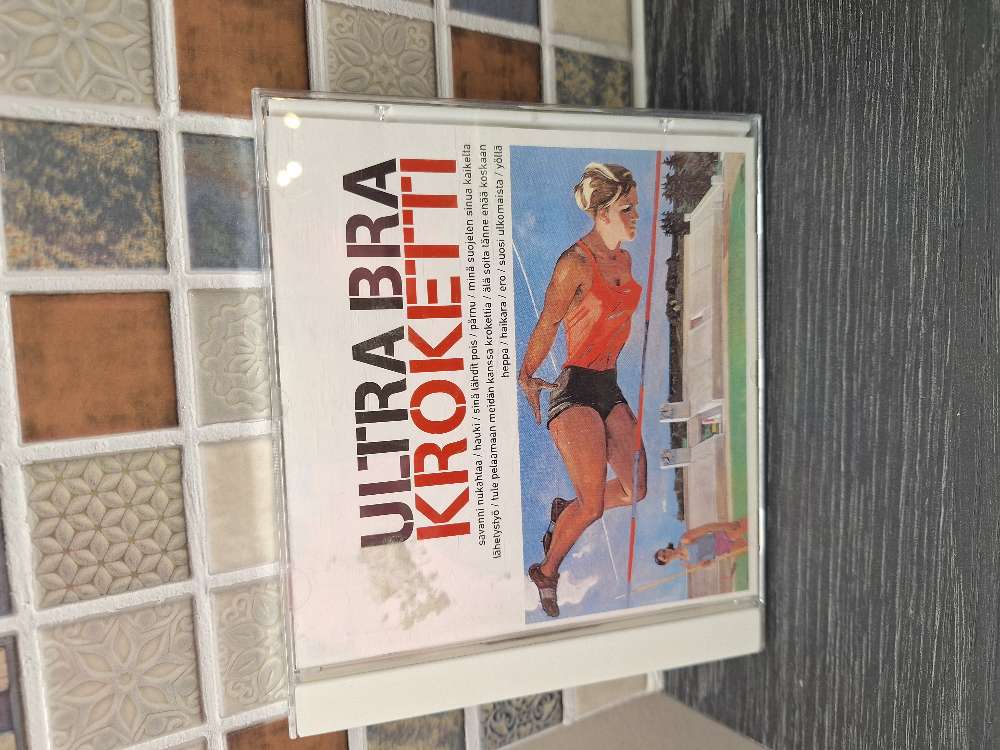 ULTRA BRA
KROKETTI
savanni nukahtaa / hauki / sinä lähdit pois / pärnu / minä suojelen sinua kaikelta
lähetystyö / tule pelaamaan meidän kanssa krokettia / älä soita tänne enää koskaan
heppa / haikara / ero / suosi ulkomaista / yöllä